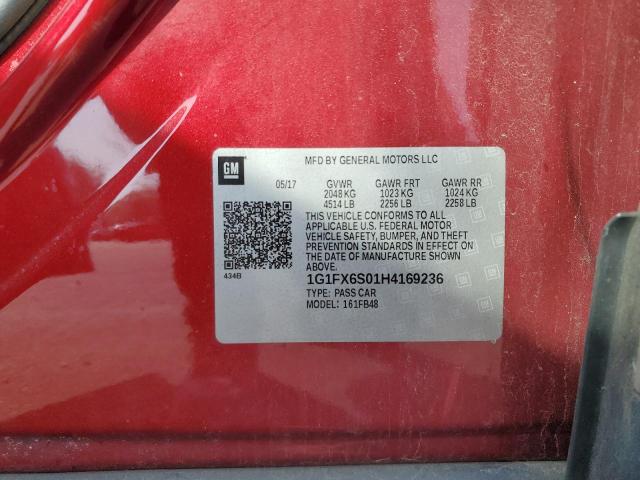 GM
MFD BY GENERAL MOTORS LLC
05/17 GVWR GAWR FRT GAWR RR
2048 KG 1023 KG 1024 KG
4514 LB 2256 LB 2258 LB
THIS VEHICLE CONFORMS TO ALL
APPLICABLE U.S. FEDERAL MOTOR
VEHICLE SAFETY, BUMPER, AND THEFT
PREVENTION STANDARDS IN EFFECT ON
THE DATE OF MANUFACTURE SHOWN
ABOVE.
434B
1G1FX6S01H4169236
TYPE: PASS CAR
MODEL: 161FB48